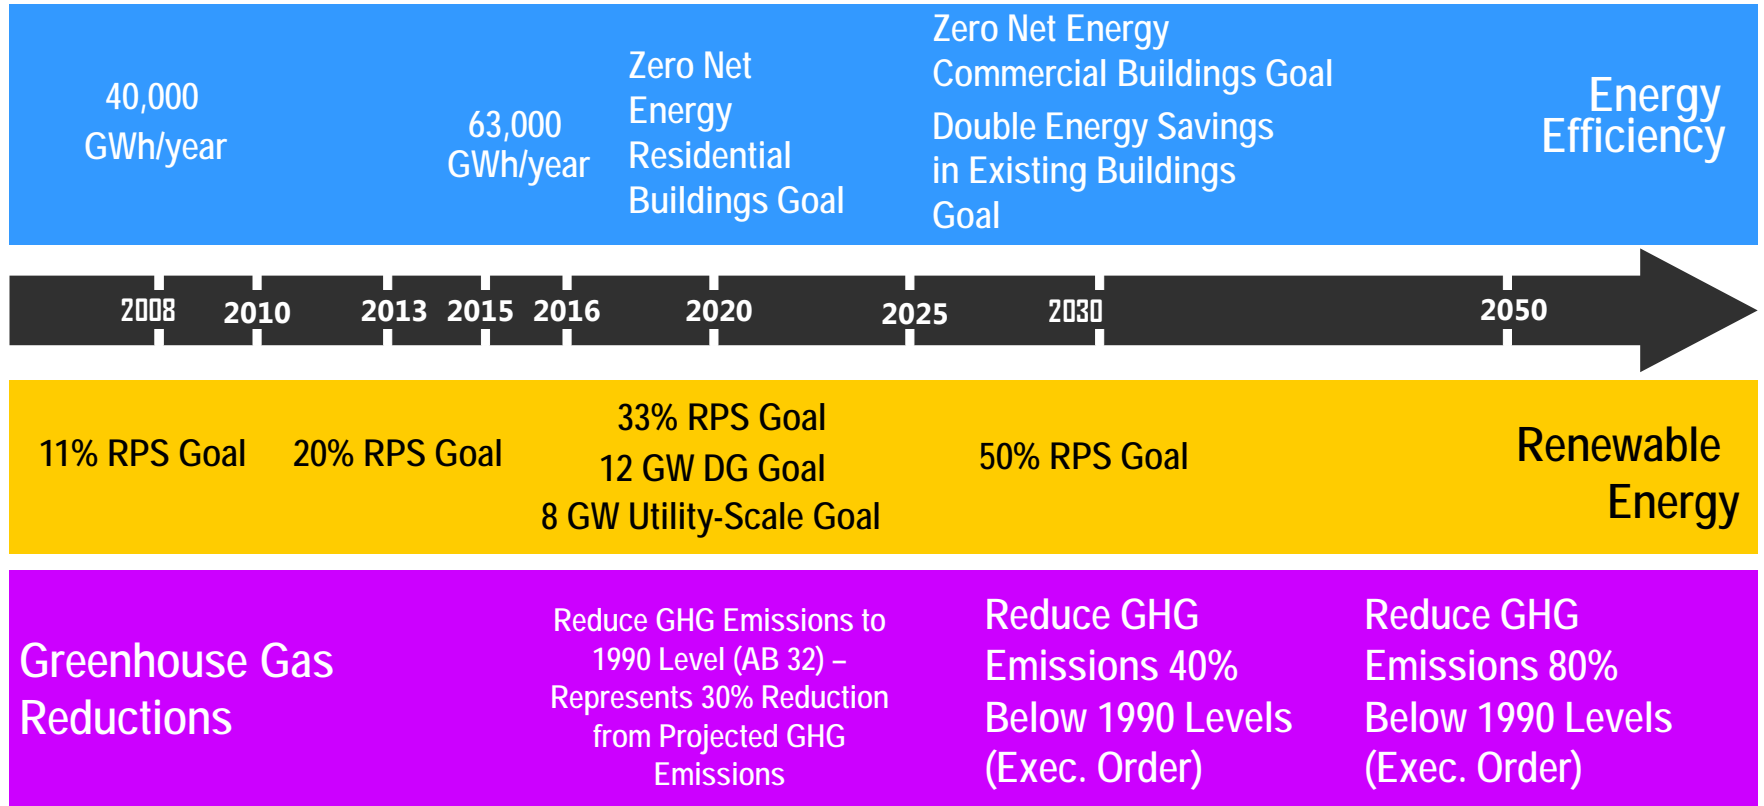 40,000
GWh/year
63,000
GWh/year
Zero Net
Energy
Residential
Buildings Goal
Zero Net Energy
Commercial Buildings Goal
Double Energy Savings
in Existing Buildings
Goal
Energy
Efficiency
2008
2010
2013
2015
2016
2020
2025
2030
2050
11% RPS Goal
20% RPS Goal
33% RPS Goal
12 GW DG Goal
8 GW Utility-Scale Goal
50% RPS Goal
Renewable
Energy
Greenhouse Gas
Reductions
Reduce GHG Emissions to
1990 Level (AB 32) –
Represents 30% Reduction
from Projected GHG
Emissions
Reduce GHG
Emissions 40%
Below 1990 Levels
(Exec. Order)
Reduce GHG
Emissions 80%
Below 1990 Levels
(Exec. Order)